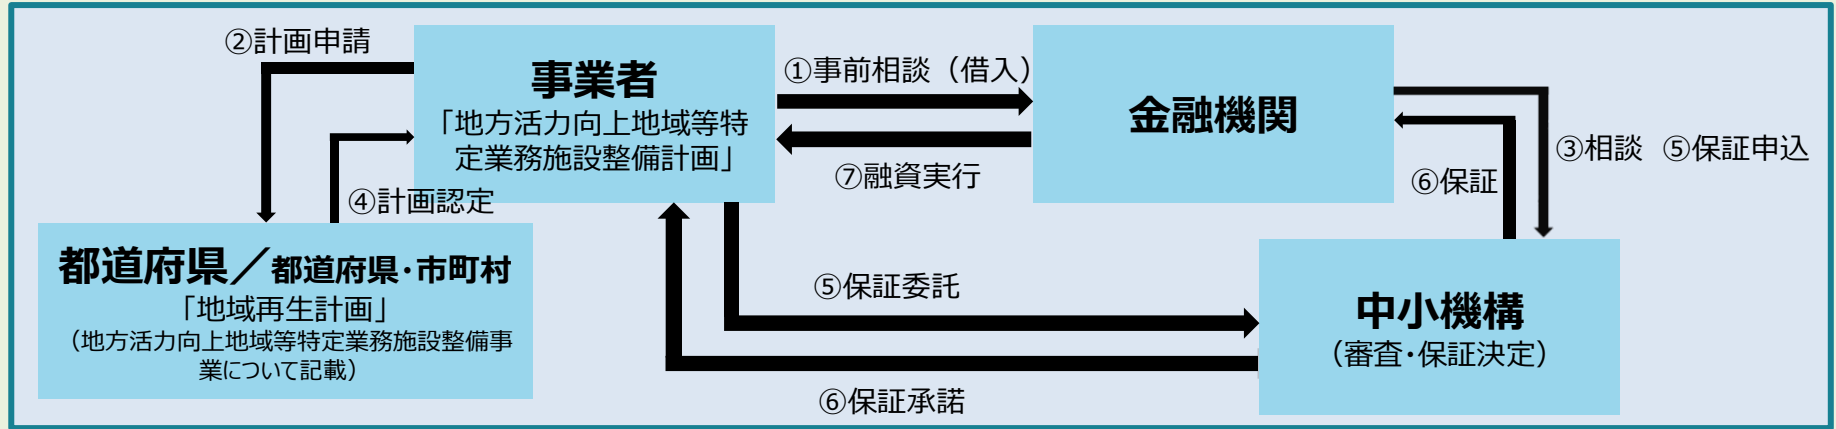 ②計画申請
事業者
「地方活力向上地域等特
定業務施設整備計画」
①事前相談（借入）
金融機関
③相談　⑤保証申込
⑥保証
⑦融資実行
④計画認定
都道府県／都道府県・市町村
「地域再生計画」
（地方活力向上地域等特定業務施設整備事
業について記載）
⑤保証委託
中小機構
（審査・保証決定）
⑥保証承諾